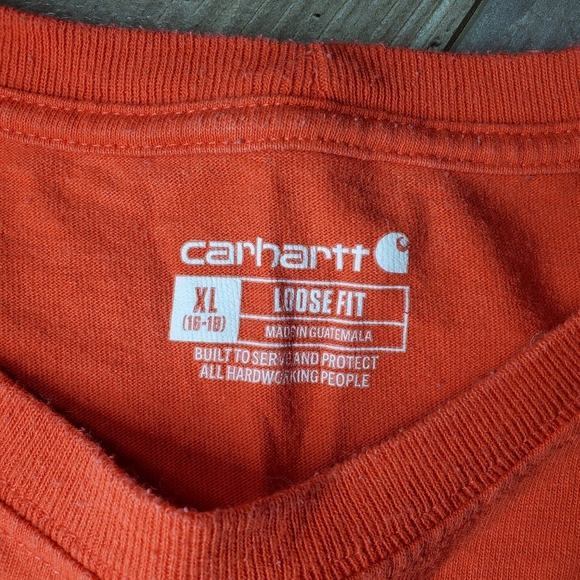 carhartt
XL
(16-18)
LOOSE FIT
MADE IN GUATEMALA
BUILT TO SERVE AND PROTECT
ALL HARDWORKING PEOPLE